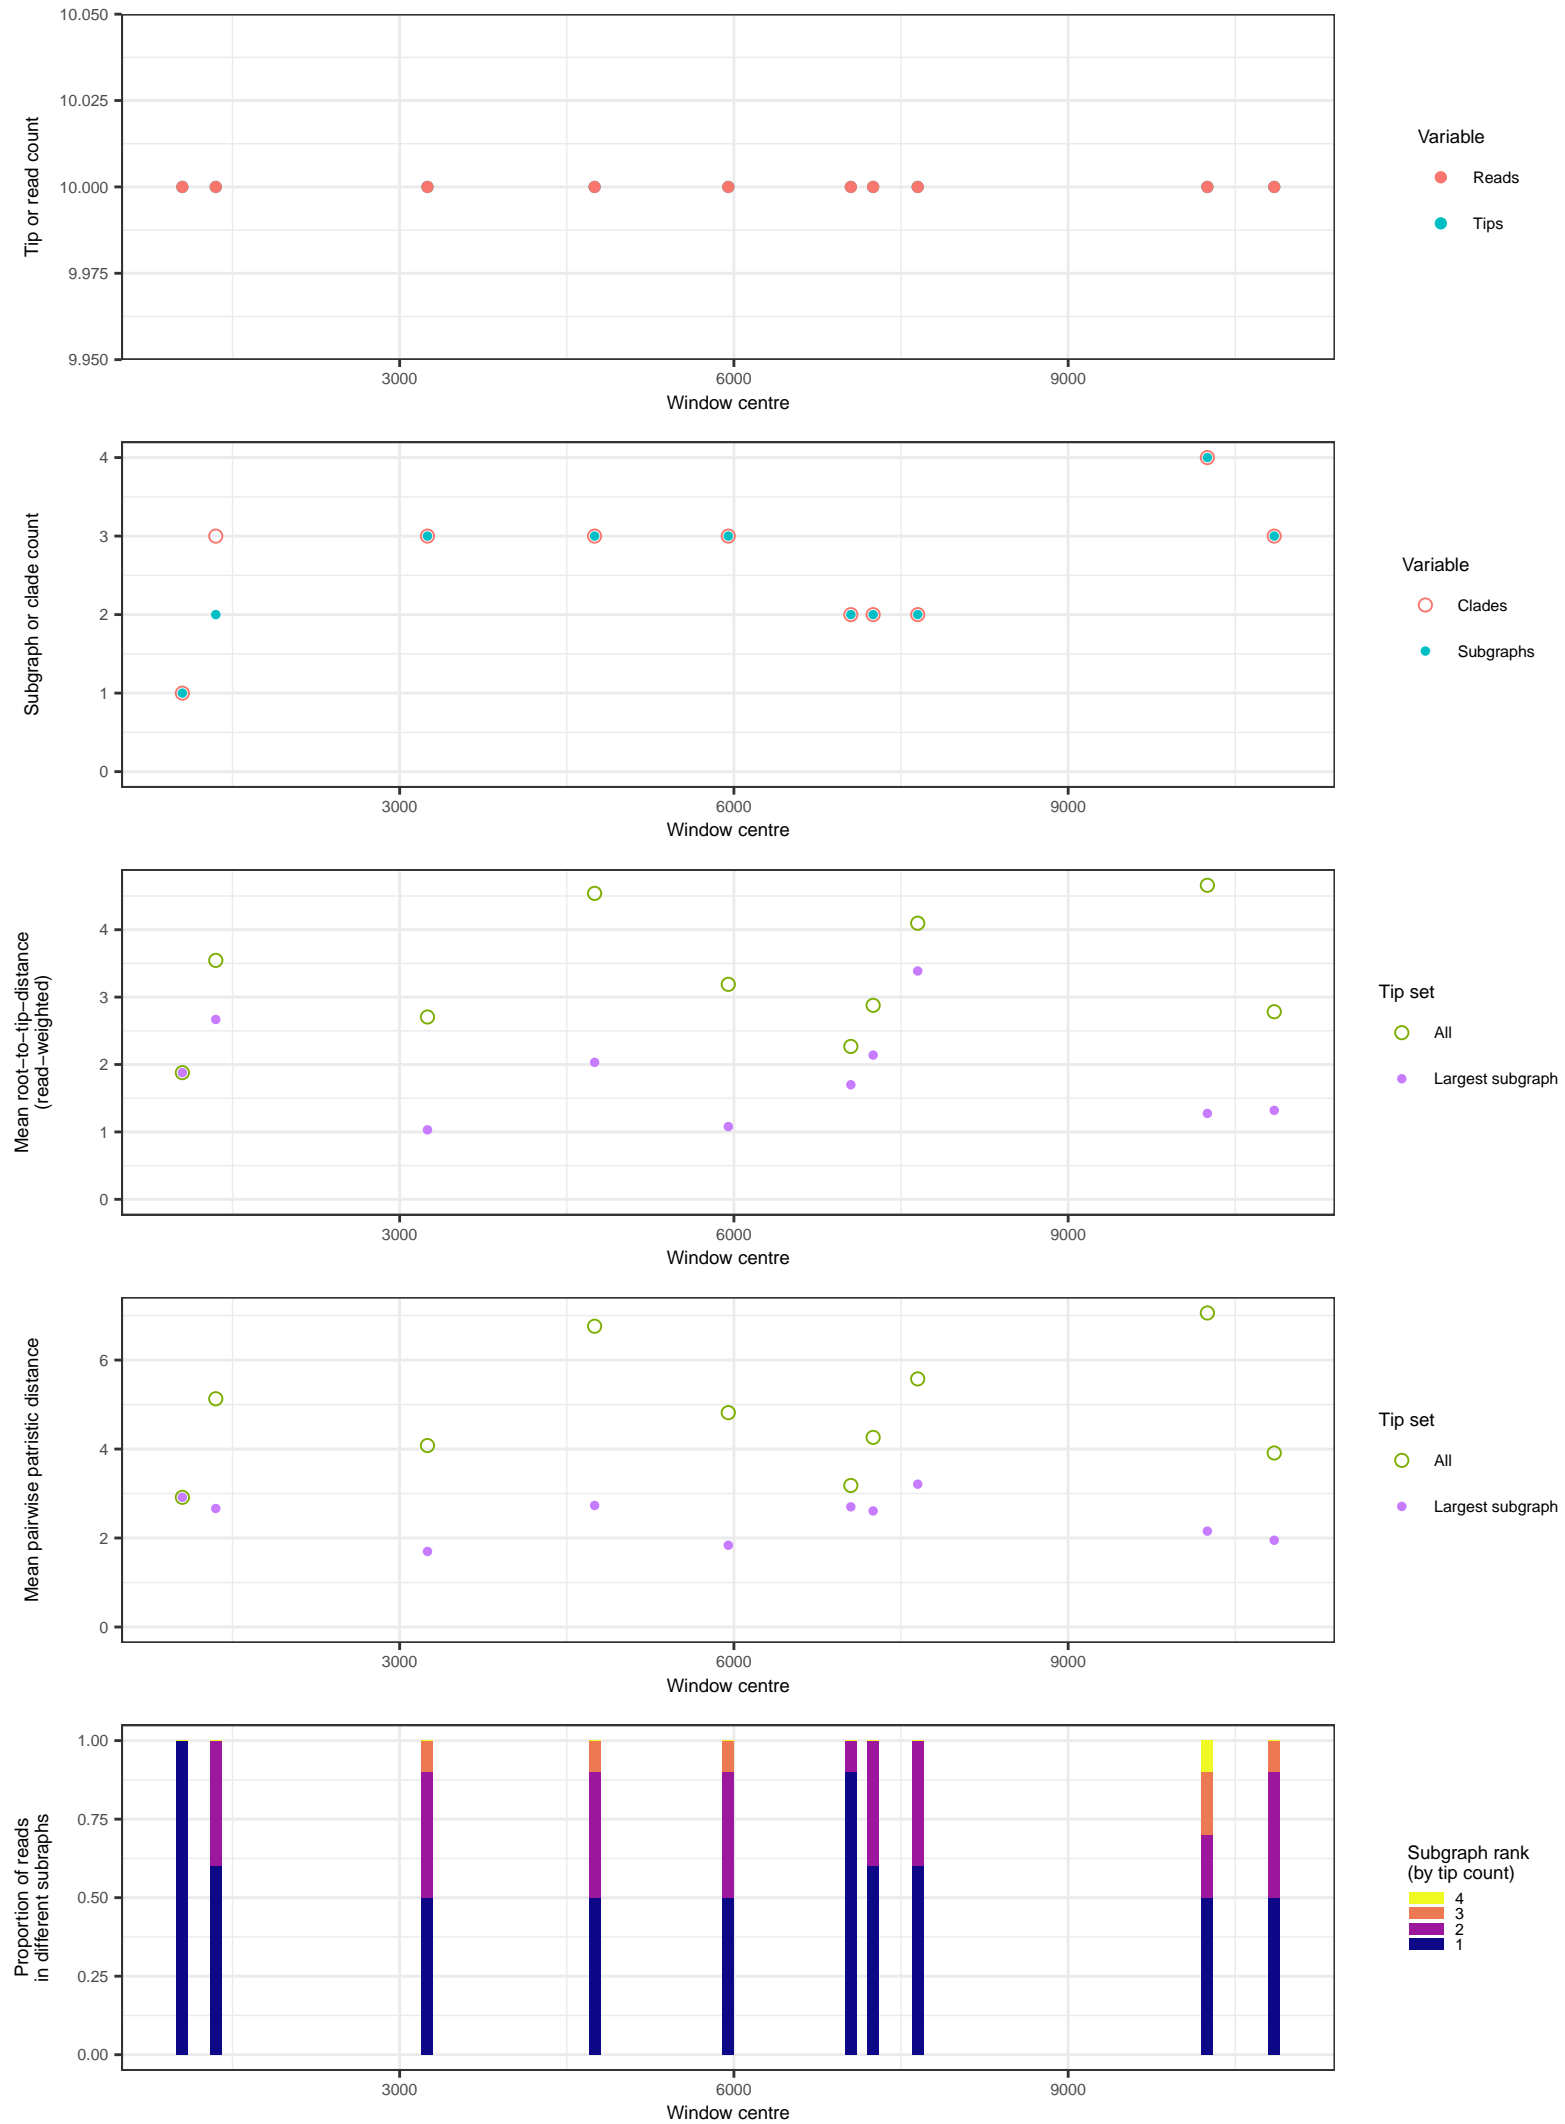 10.050
10.025
10.000
9.975
9.950
Tip or read count
3000
6000
9000
Window centre
Variable
Reads
Tips
4
3
2
1
0
Subgraph or clade count
3000
6000
9000
Window centre
Variable
Clades
Subgraphs
4
3
2
1
0
Mean root−to−tip−distance
(read−weighted)
3000
6000
9000
Window centre
Tip set
All
Largest subgraph
6
4
2
0
Mean pairwise patristic distance
3000
6000
9000
Window centre
Tip set
All
Largest subgraph
1.00
0.75
0.50
0.25
0.00
Proportion of reads
in different subraphs
3000
6000
9000
Window centre
Subgraph rank
(by tip count)
4
3
2
1